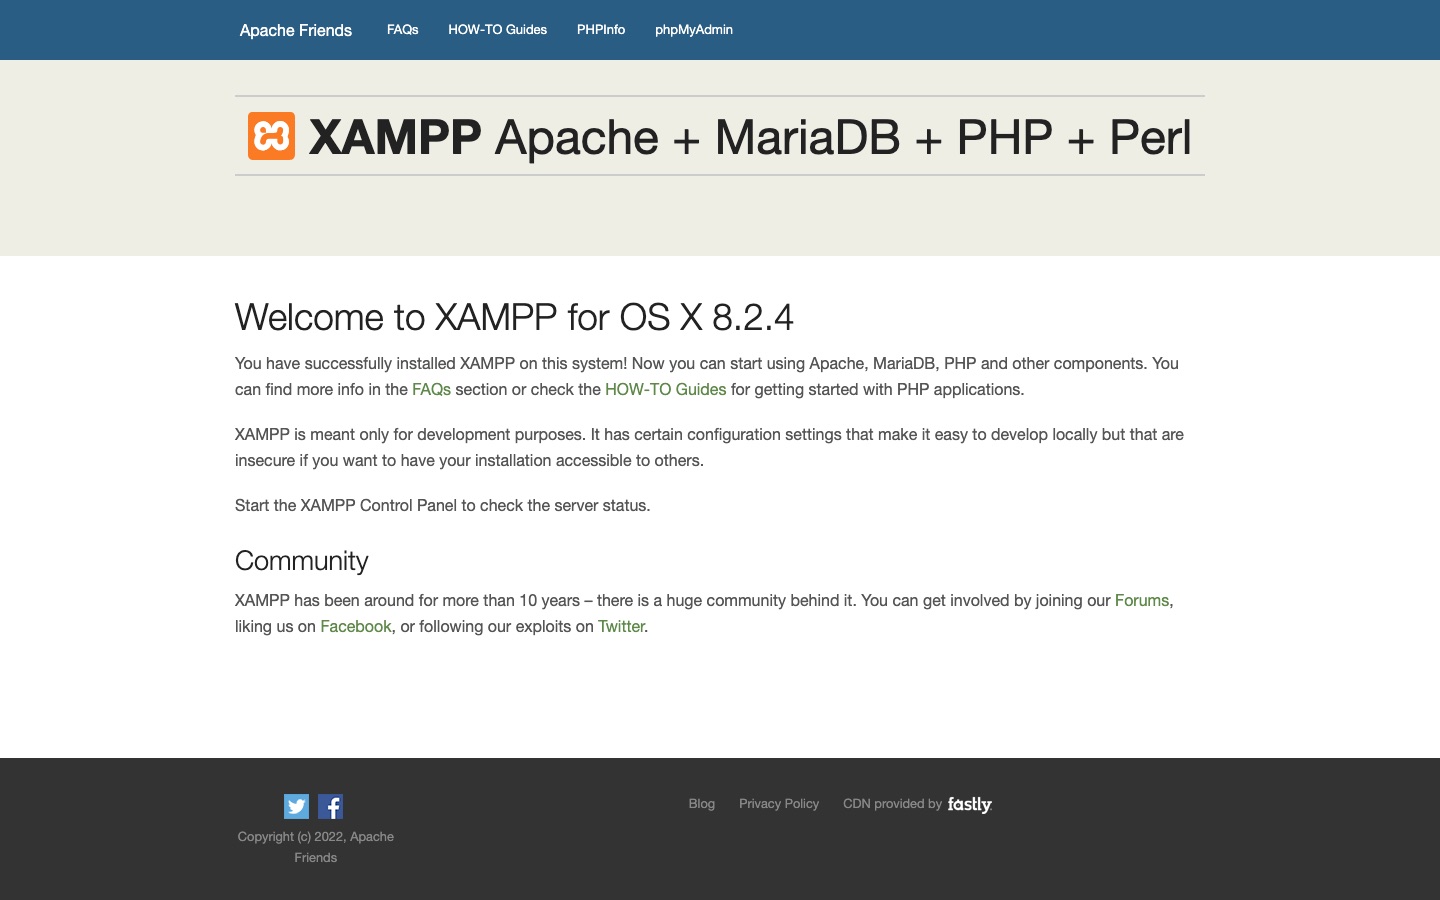 Apache Friends FAQs HOW-TO Guides PHPInfo phpMyAdmin
XAMPP Apache + MariaDB + PHP + Perl
Welcome to XAMPP for OS X 8.2.4
You have successfully installed XAMPP on this system! Now you can start using Apache, MariaDB, PHP and other components. You
can find more info in the FAQs section or check the HOW-TO Guides for getting started with PHP applications.
XAMPP is meant only for development purposes. It has certain configuration settings that make it easy to develop locally but that are
insecure if you want to have your installation accessible to others.
Start the XAMPP Control Panel to check the server status.
Community
XAMPP has been around for more than 10 years – there is a huge community behind it. You can get involved by joining our Forums,
liking us on Facebook, or following our exploits on Twitter.
Blog Privacy Policy CDN provided by fastly
Copyright (c) 2022, Apache
Friends